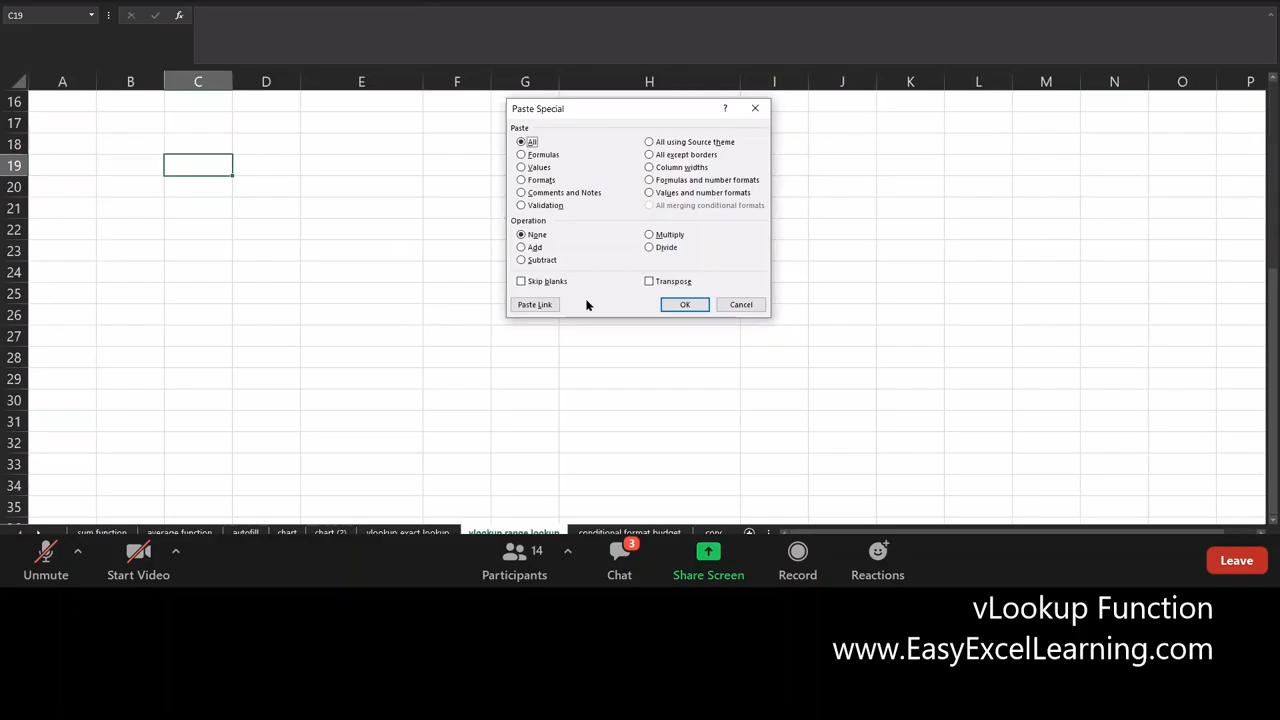 C19
fx
A B C D E F G H I J K L M N O P
16
17
18
19
20
21
22
23
24
25
26
27
28
29
30
31
32
33
34
35
Paste Special ? ×
Paste
All All using Source theme
Formulas All except borders
Values Column widths
Formats Formulas and number formats
Comments and Notes Values and number formats
Validation All merging conditional formats
Operation
None Multiply
Add Divide
Subtract
Skip blanks Transpose
Paste Link OK Cancel
sum function average function autofill chart chart (2) vlookup exact lookup vlookup range lookup conditional format budget copy
14 3
Unmute Start Video Participants Chat Share Screen Record Reactions Leave
vLookup Function
www.EasyExcelLearning.com